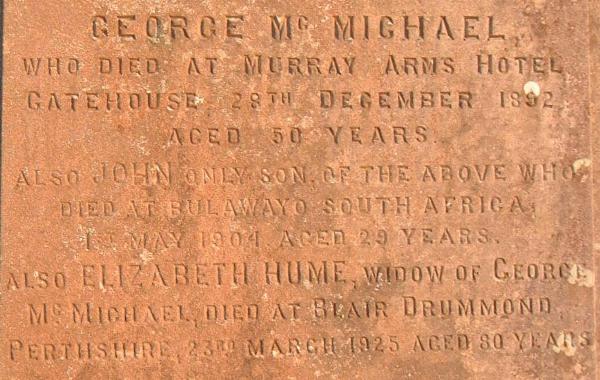 GEORGE Mc MICHAEL,
WHO DIED AT MURRAY ARMS HOTEL
GATEHOUSE, 28TH DECEMBER 1892
AGED 50 YEARS.
ALSO JOHN ONLY SON, OF THE ABOVE WHO
DIED AT BULAWAYO SOUTH AFRICA,
1ST MAY 1904 AGED 29 YEARS.
ALSO ELIZABETH HUME, WIDOW OF GEORGE
Mc MICHAEL, DIED AT BLAIR DRUMMOND,
PERTHSHIRE, 23RD MARCH 1925 AGED 80 YEARS